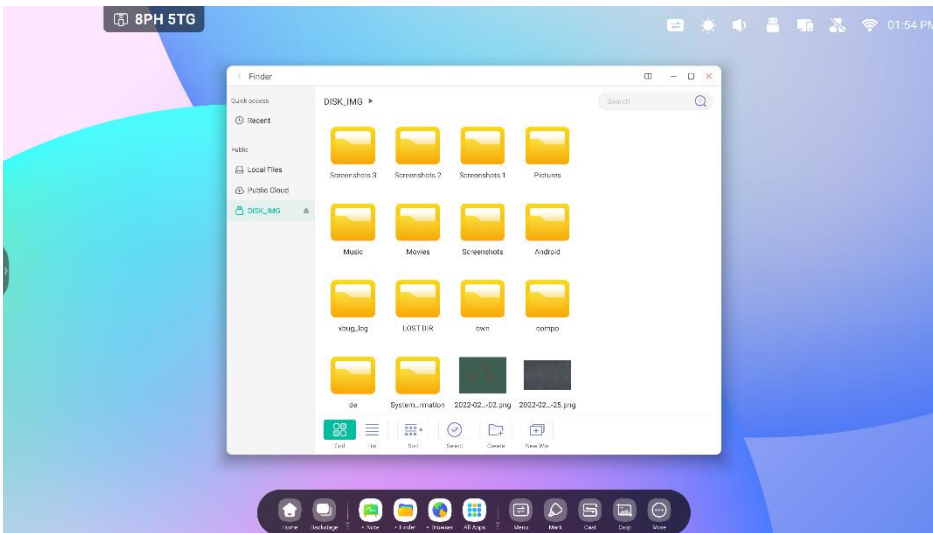 8PH 5TG
01:54 PM
Finder
Quick access
DISK_IMG
Search
Recent
Public
Local Files
Public Cloud
DISK_IMG
Screenshots 3 Screenshots 2 Screenshots 1 Pictures
Music Movies Screenshots Android
xbug_log LOST.DIR own compo
de System...rmation 2022-02...-02.png 2022-02...-25.png
Card List Sort Select Create New Win
Home Backstage • Note • Finder • Browser All Apps Menu Mark Cast Crop More